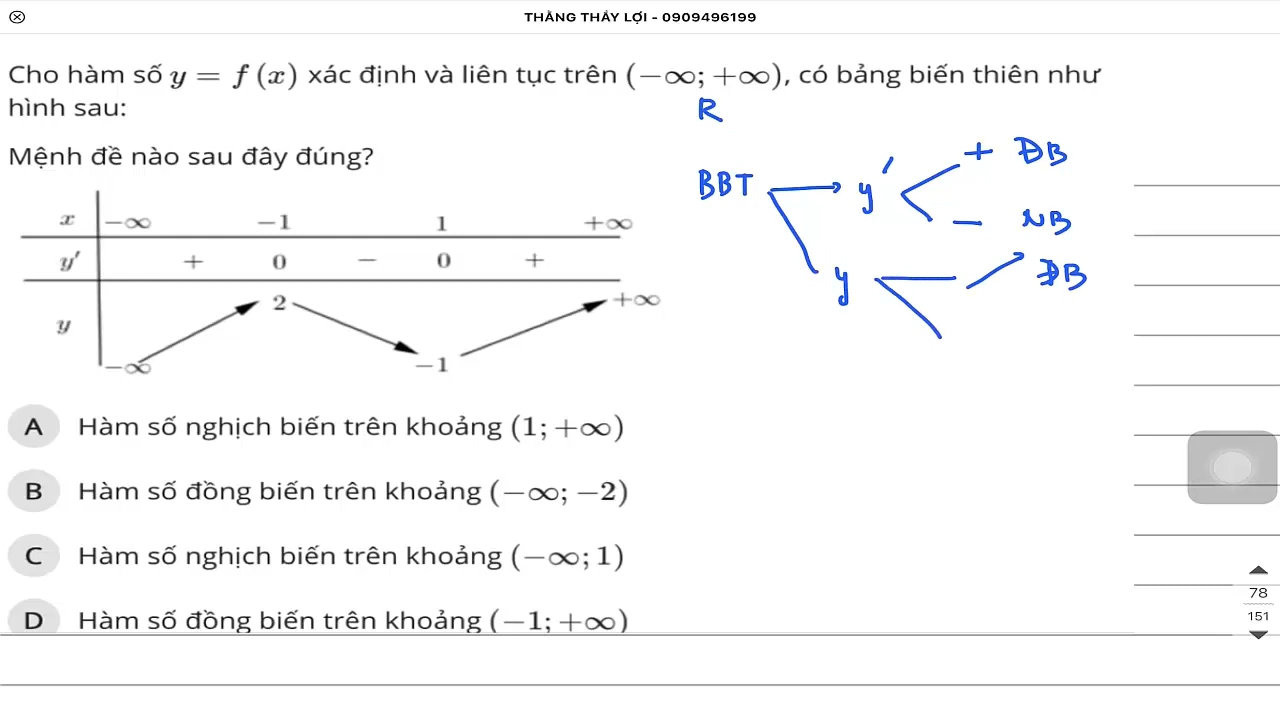 THẦNG THẦY LỢI - 0909496199
Cho hàm số y = f (x) xác định và liên tục trên (−∞; +∞), có bảng biến thiên như
hình sau:
R
Mệnh đề nào sau đây đúng?
BBT y' + ĐB
− NB
y ĐB
x −∞ −1 1 +∞
y' + 0 − 0 +
y −∞ 2 −1 +∞
A Hàm số nghịch biến trên khoảng (1; +∞)
B Hàm số đồng biến trên khoảng (−∞; −2)
C Hàm số nghịch biến trên khoảng (−∞; 1)
D Hàm số đồng biến trên khoảng (−1; +∞)
78
151